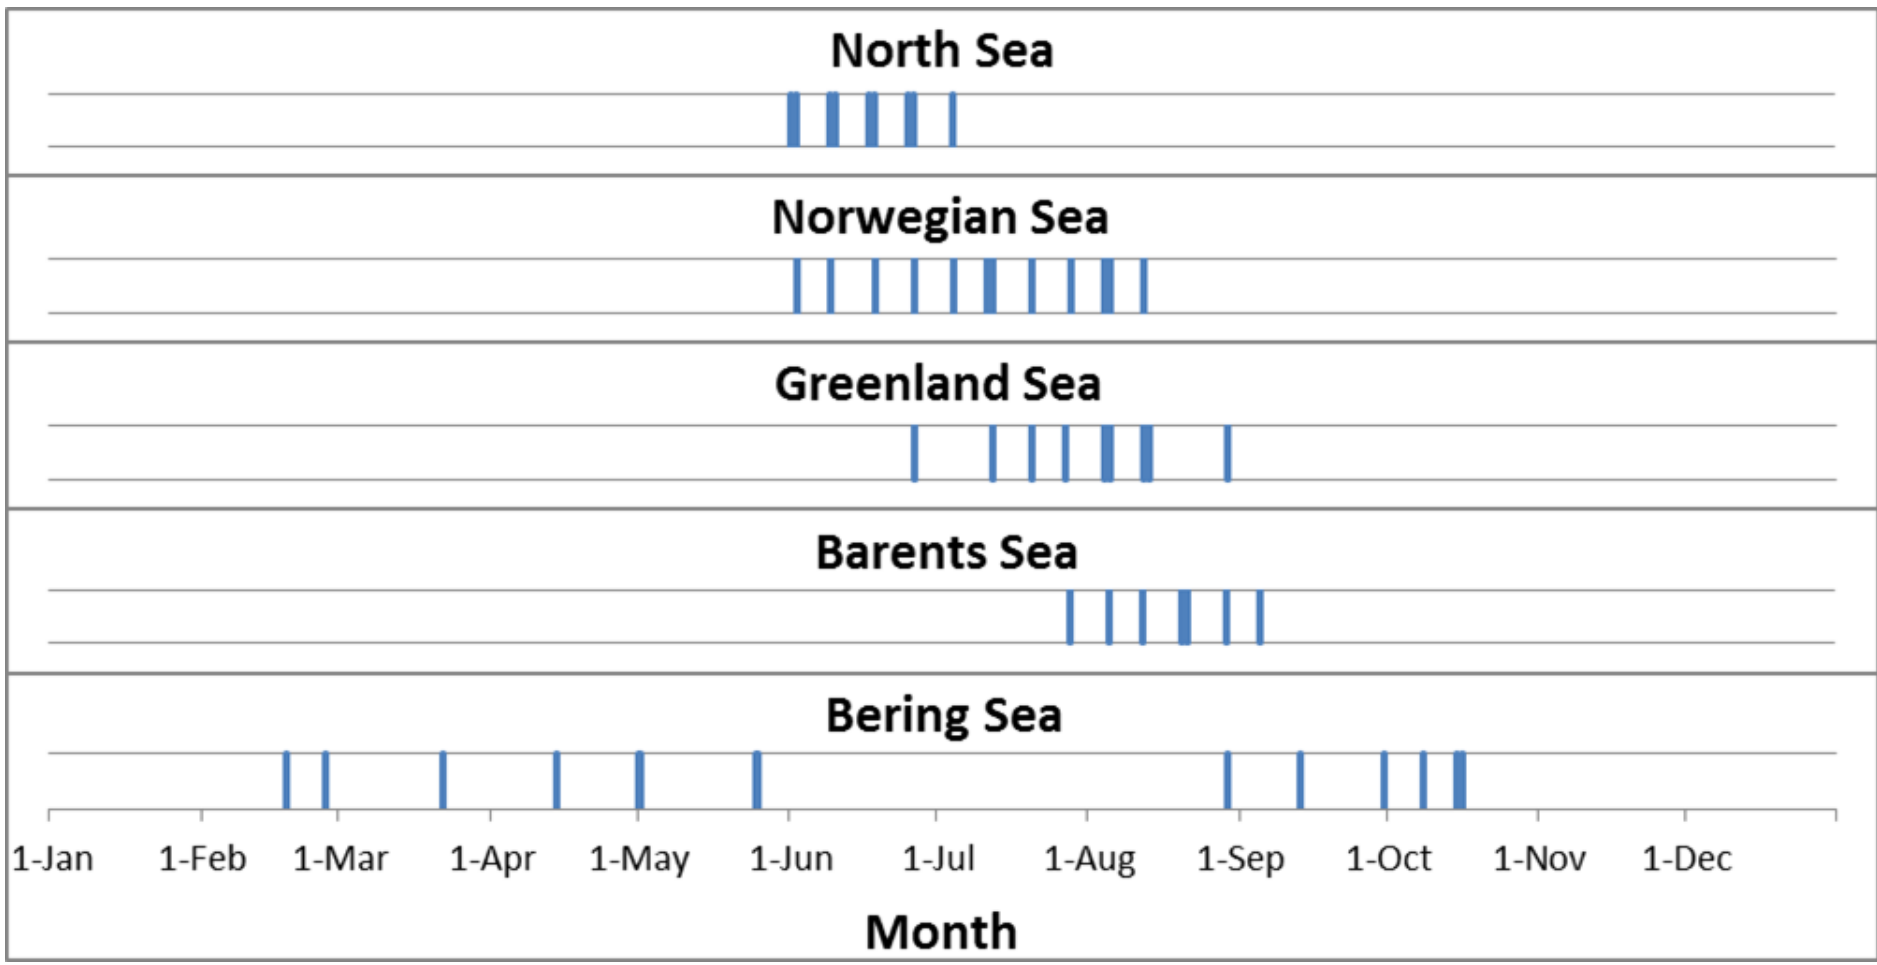 North Sea
Norwegian Sea
Greenland Sea
Barents Sea
Bering Sea
1-Jan 1-Feb 1-Mar 1-Apr 1-May 1-Jun 1-Jul 1-Aug 1-Sep 1-Oct 1-Nov 1-Dec
Month